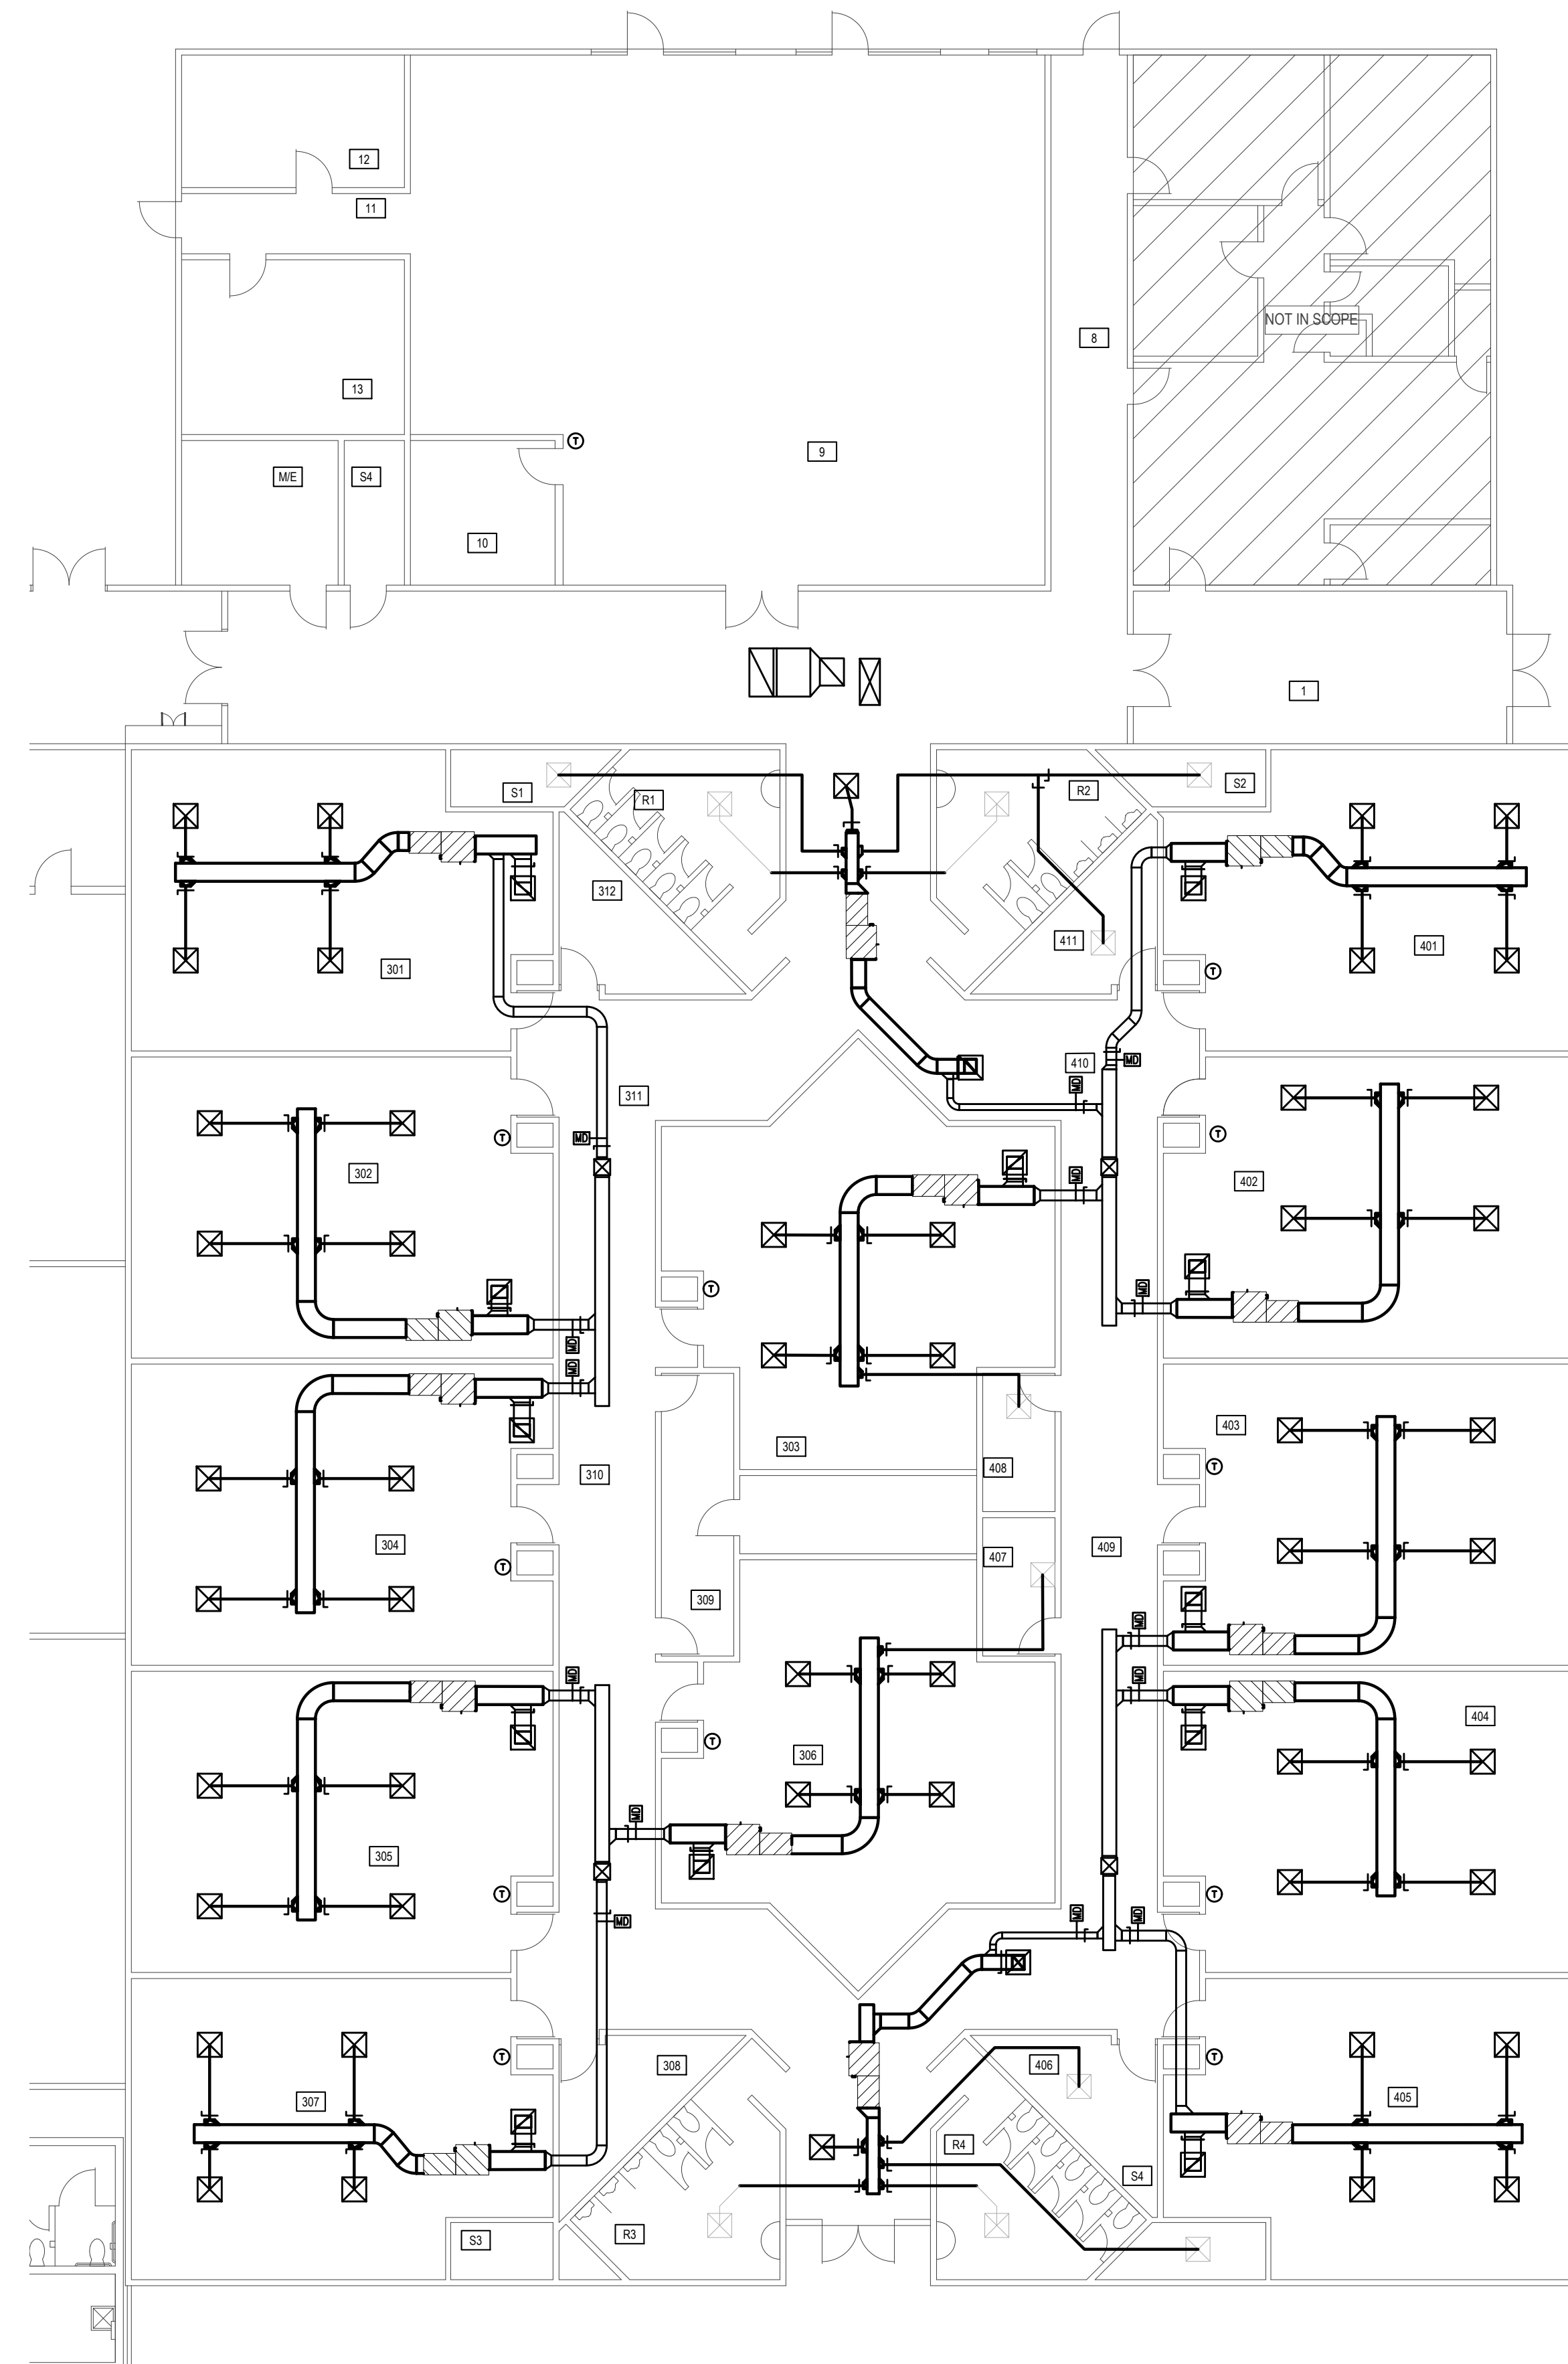 12
11
NOT IN SCOPE
8
13
T
9
M/E
S4
10
1
S1
R1
R2
S2
312
411
401
301
T
410
MD
MD
311
T
MD
T
302
MD
402
T
MD
MD
MD
403
303
408
T
310
304
T
407
409
309
MD
MD
MD
404
T
306
MD
305
T
T
MD
MD
MD
308
406
T
T
307
405
R4
S4
R3
S3